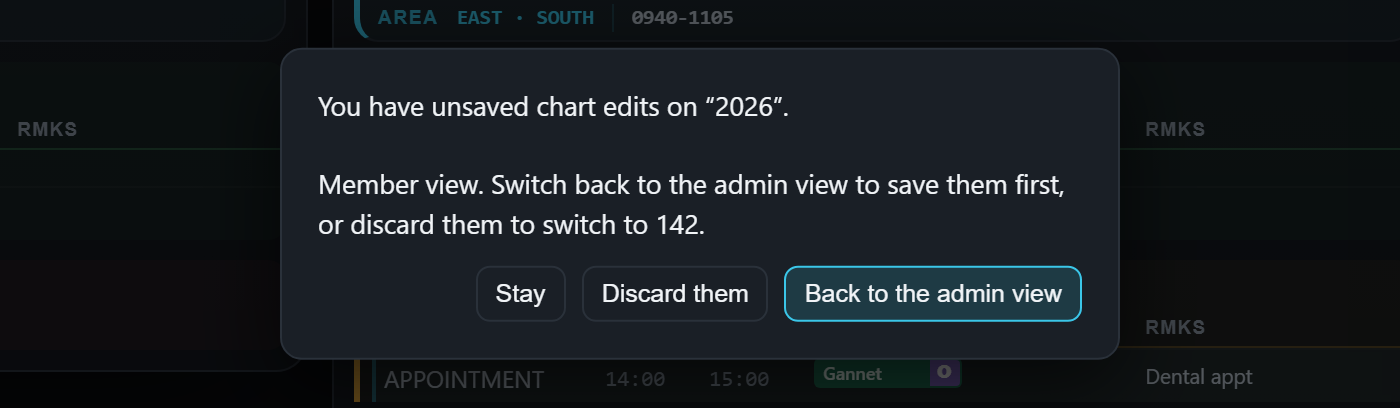 AREA EAST · SOUTH 0940-1105
You have unsaved chart edits on “2026”.
RMKS RMKS
Member view. Switch back to the admin view to save them first,
or discard them to switch to 142.
Stay Discard them Back to the admin view
RMKS
APPOINTMENT 14:00 15:00 Gannet O Dental appt